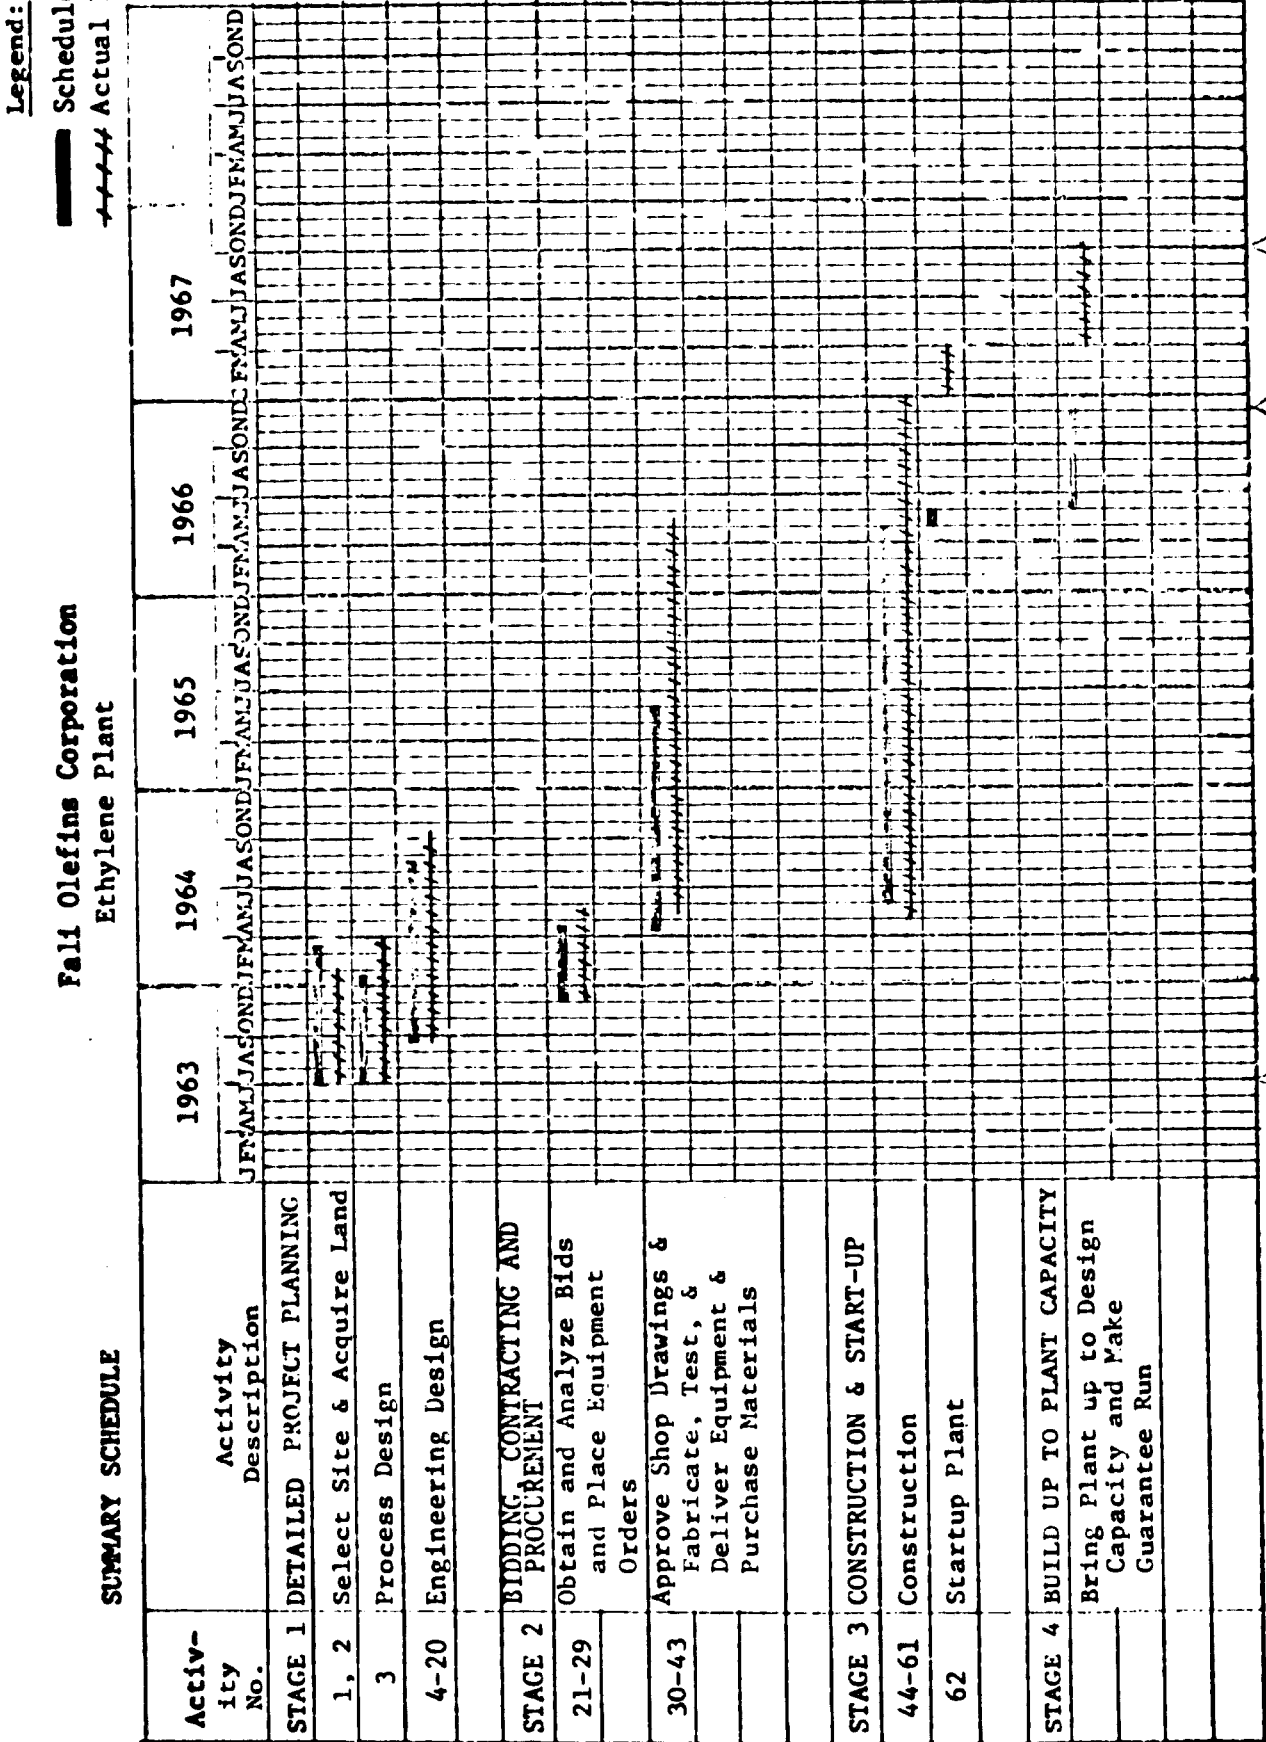 Legend:
Schedul
Actual
Fali Olefins Corporation
Ethylene Plant
SUMMARY SCHEDULE
Activ-
ity
No.
Activity
Description
1963
1964
1965
1966
1967
JFMAMJJASONDJFMAMJJASONDJFMAMJJASONDJFMAMJJASONDJFMAMJJASONDJFMAMJJASOND
STAGE 1 DETAILED PROJECT PLANNING
1, 2 Select Site & Acquire Land
3 Process Design
4-20 Engineering Design
STAGE 2 BIDDING, CONTRACTING AND
PROCUREMENT
21-29 Obtain and Analyze Bids
and Place Equipment
Orders
30-43 Approve Shop Drawings &
Fabricate, Test, &
Deliver Equipment &
Purchase Materials
STAGE 3 CONSTRUCTION & START-UP
44-61 Construction
62 Startup Plant
STAGE 4 BUILD UP TO PLANT CAPACITY
Bring Plant up to Design
Capacity and Make
Guarantee Run